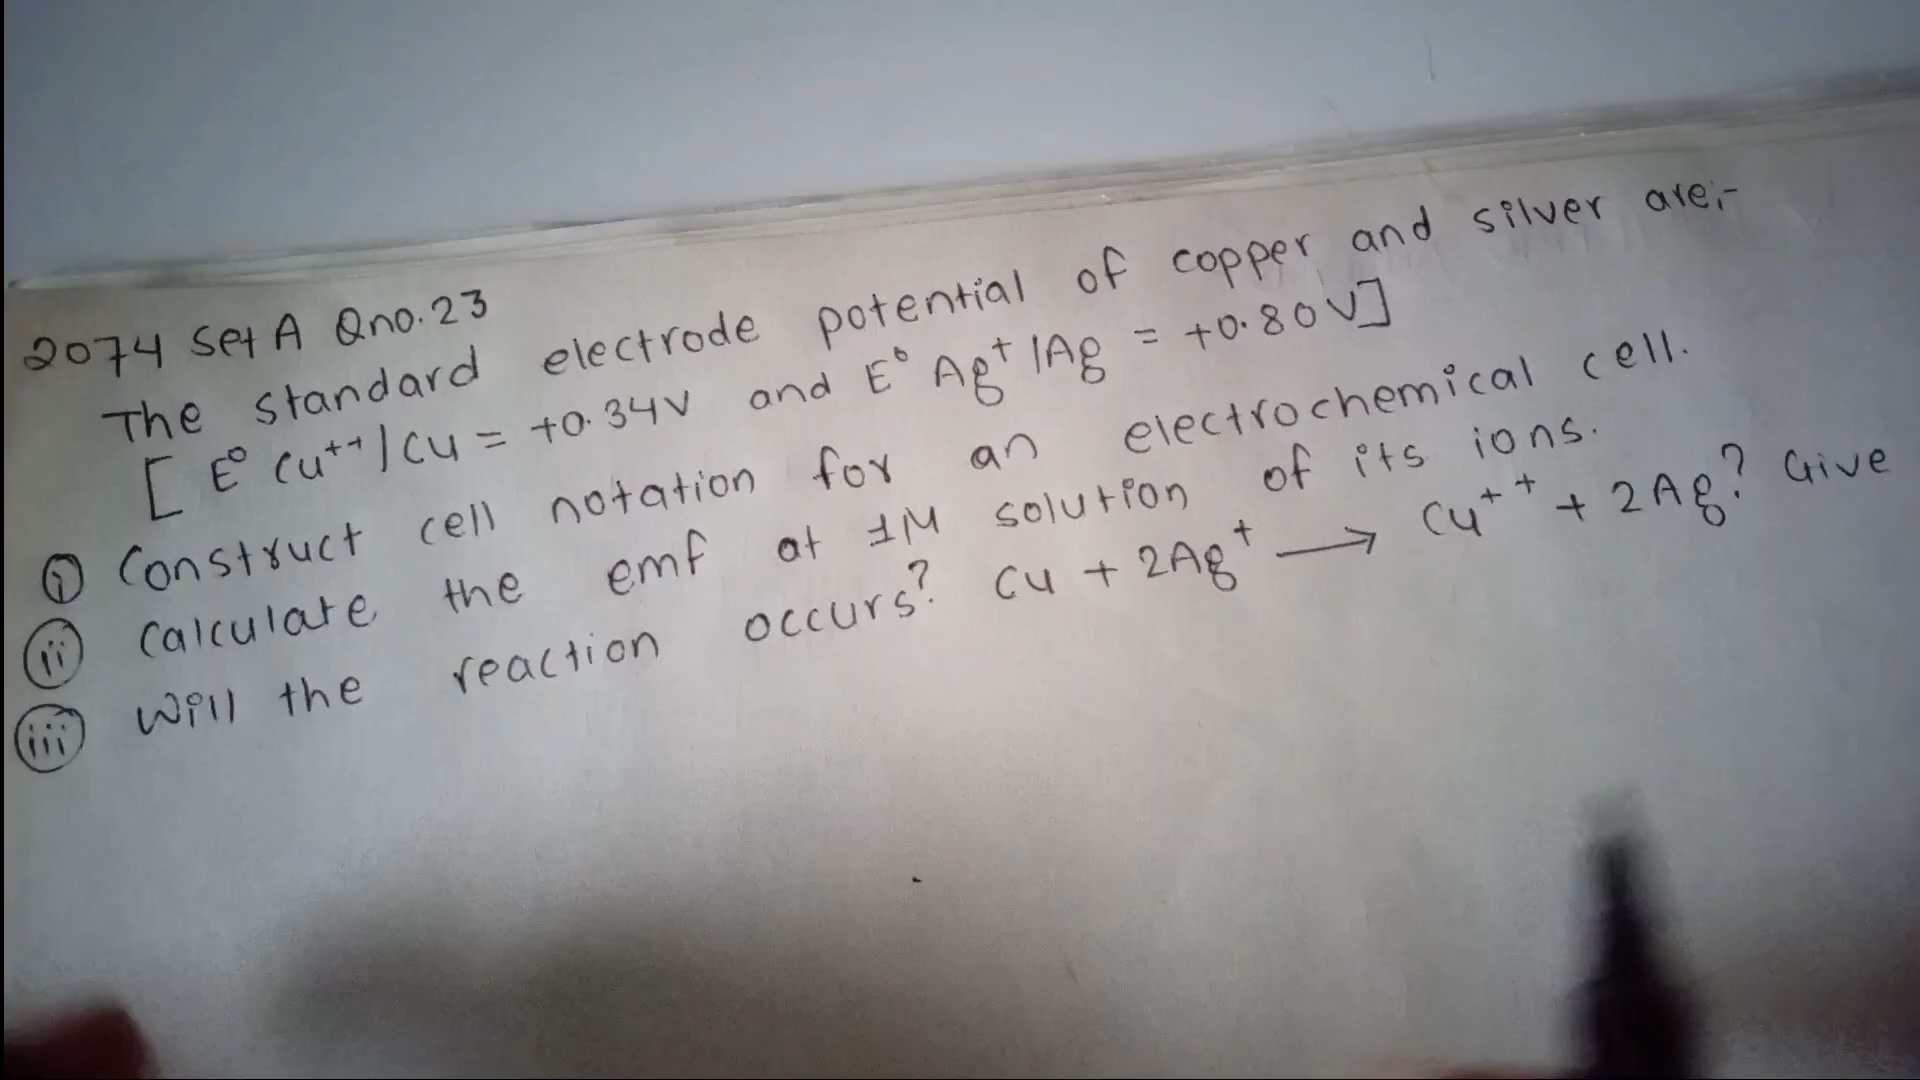 2074 Set A Qno.23
The standard electrode potential of copper and silver are:-
[E° Cu⁺⁺/Cu = +0.34V and E° Ag⁺/Ag = +0.80V]
(i) Construct cell notation for an electrochemical cell.
(ii) Calculate the emf at 1M solution of its ions.
(iii) Will the reaction occurs? Cu + 2Ag⁺ → Cu⁺⁺ + 2Ag? Give